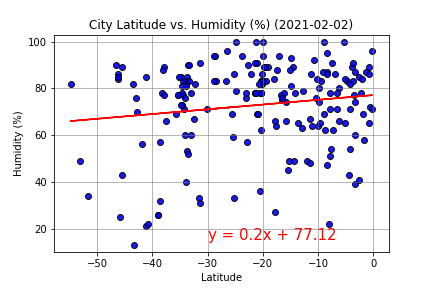 City Latitude vs. Humidity (%) (2021-02-02)
100
80
60
40
20
Humidity (%)
y = 0.2x + 77.12
−50
−40
−30
−20
−10
0
Latitude